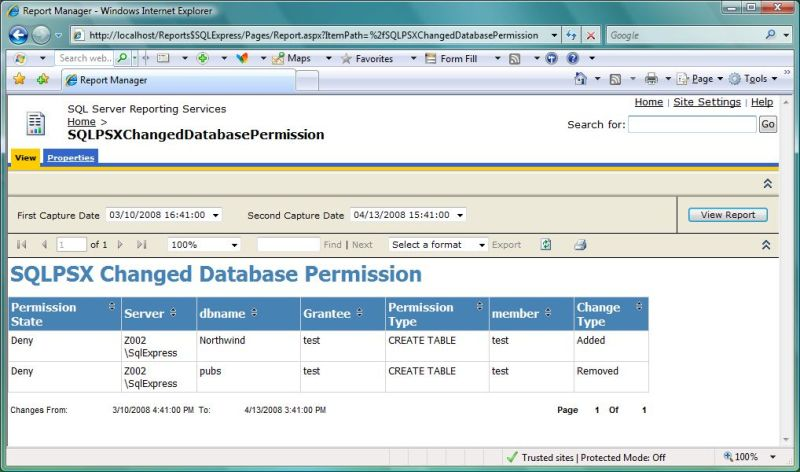 Report Manager - Windows Internet Explorer
http://localhost/Reports$SQLExpress/Pages/Report.aspx?ItemPath=%2fSQLPSXChangedDatabasePermission
Google
Search web...
Maps
Favorites
Form Fill
Report Manager
Page
Tools
SQL Server Reporting Services
Home | Site Settings | Help
Home >
SQLPSXChangedDatabasePermission
Search for:
Go
View
Properties
First Capture Date 03/10/2008 16:41:00
Second Capture Date 04/13/2008 15:41:00
View Report
1 of 1
100%
Find | Next
Select a format
Export
SQLPSX Changed Database Permission
Permission State Server dbname Grantee Permission Type member Change Type
Deny Z002\SqlExpress Northwind test CREATE TABLE test Added
Deny Z002\SqlExpress pubs test CREATE TABLE test Removed
Changes From: 3/10/2008 4:41:00 PM To: 4/13/2008 3:41:00 PM
Page 1 Of 1
Trusted sites | Protected Mode: Off
100%